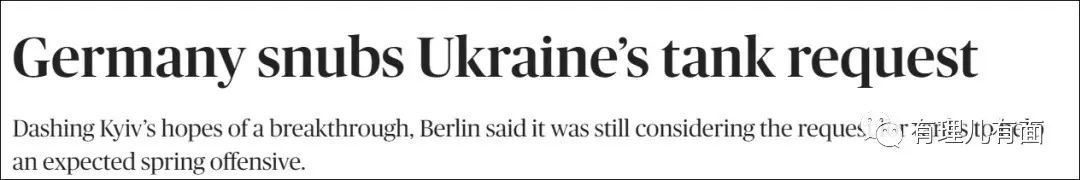 Germany snubs Ukraine’s tank request
Dashing Kyiv’s hopes of a breakthrough, Berlin said it was still considering the reques
an expected spring offensive.
有理儿有面